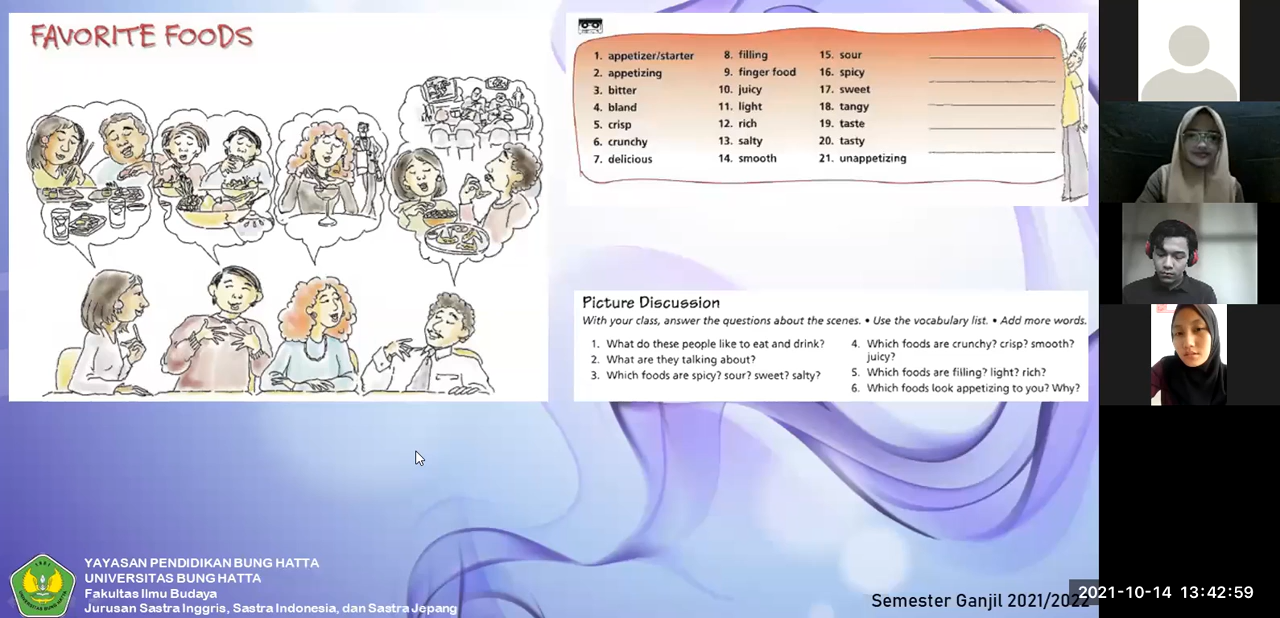 FAVORITE FOODS
1. appetizer/starter
2. appetizing
3. bitter
4. bland
5. crisp
6. crunchy
7. delicious
8. filling
9. finger food
10. juicy
11. light
12. rich
13. salty
14. smooth
15. sour
16. spicy
17. sweet
18. tangy
19. taste
20. tasty
21. unappetizing
Picture Discussion
With your class, answer the questions about the scenes. • Use the vocabulary list. • Add more words.
1. What do these people like to eat and drink?
2. What are they talking about?
3. Which foods are spicy? sour? sweet? salty?
4. Which foods are crunchy? crisp? smooth?
juicy?
5. Which foods are filling? light? rich?
6. Which foods look appetizing to you? Why?
YAYASAN PENDIDIKAN BUNG HATTA
UNIVERSITAS BUNG HATTA
Fakultas Ilmu Budaya
Jurusan Sastra Inggris, Sastra Indonesia, dan Sastra Jepang
Semester Ganjil 2021/2022
2021-10-14 13:42:59